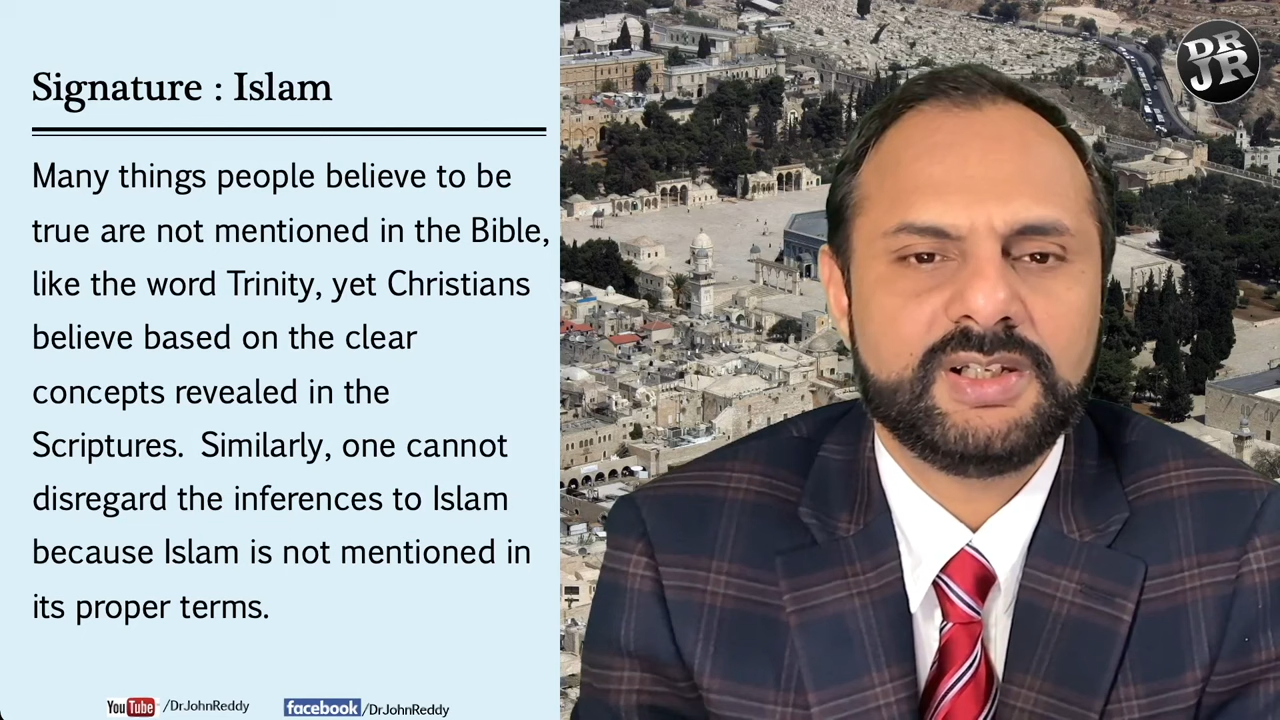 Signature : Islam
Many things people believe to be
true are not mentioned in the Bible,
like the word Trinity, yet Christians
believe based on the clear
concepts revealed in the
Scriptures.  Similarly, one cannot
disregard the inferences to Islam
because Islam is not mentioned in
its proper terms.
YouTube /DrJohnReddy
facebook /DrJohnReddy
DR
JR